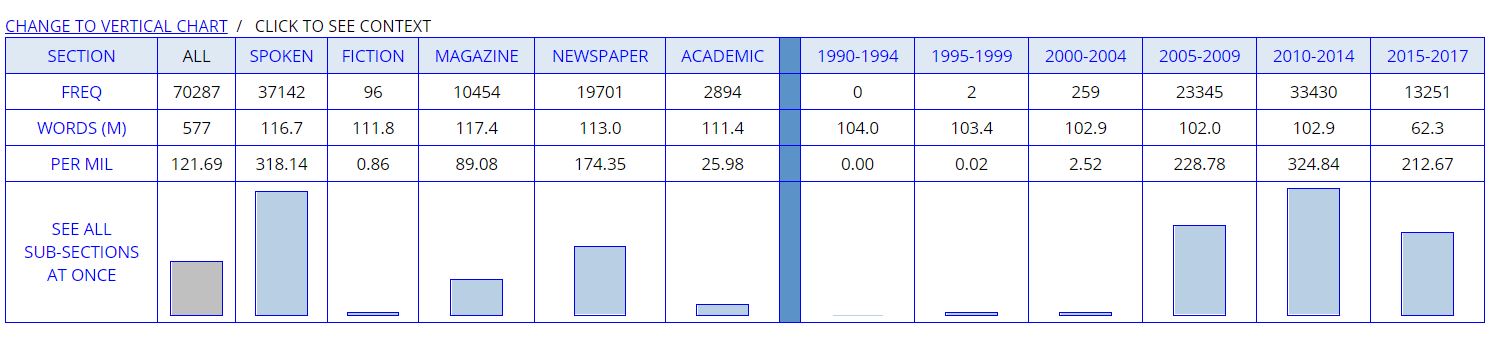 CHANGE TO VERTICAL CHART / CLICK TO SEE CONTEXT
SECTION ALL SPOKEN FICTION MAGAZINE NEWSPAPER ACADEMIC 1990-1994 1995-1999 2000-2004 2005-2009 2010-2014 2015-2017
FREQ 70287 37142 96 10454 19701 2894 0 2 259 23345 33430 13251
WORDS (M) 577 116.7 111.8 117.4 113.0 111.4 104.0 103.4 102.9 102.0 102.9 62.3
PER MIL 121.69 318.14 0.86 89.08 174.35 25.98 0.00 0.02 2.52 228.78 324.84 212.67
SEE ALL
SUB-SECTIONS
AT ONCE